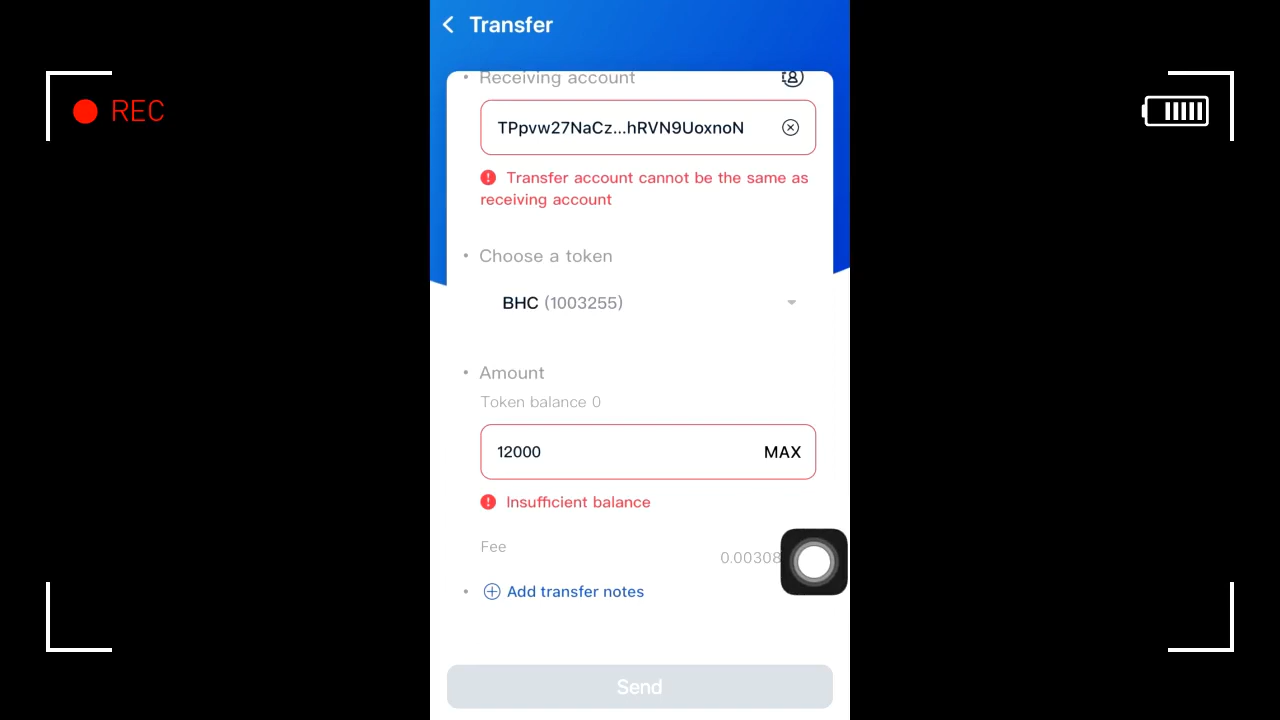 Transfer
REC
Receiving account
TPpvw27NaCz...hRVN9UoxnoN
Transfer account cannot be the same as
receiving account
Choose a token
BHC (1003255)
Amount
Token balance 0
12000 MAX
Insufficient balance
Fee
0.00308
Add transfer notes
Send